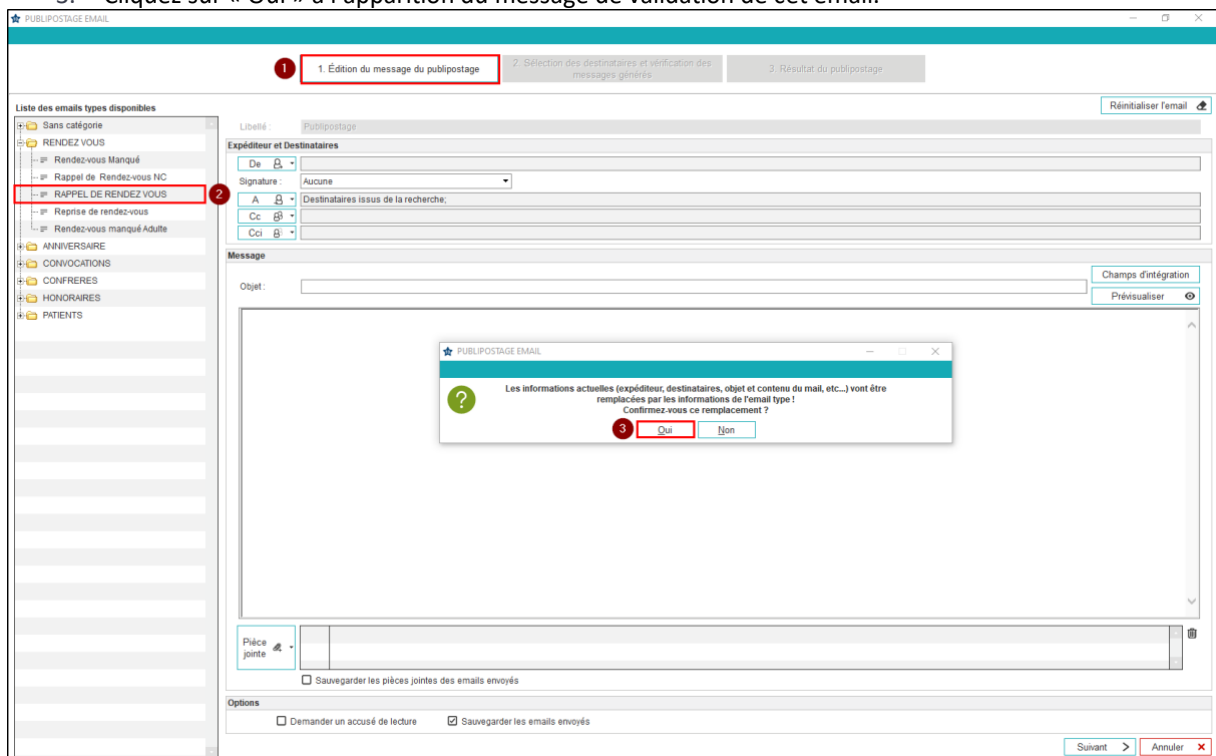 3. Cliquez sur « Oui » à l'apparition du message de validation de cet email.
PUBLIPOSTAGE EMAIL
1
1. Édition du message du publipostage
2. Sélection des destinataires et vérification des
messages générés
3. Résultat du publipostage
Réinitialiser l'email
Liste des emails types disponibles
Sans catégorie
RENDEZ VOUS
Rendez-vous Manqué
Rappel de Rendez-vous NC
RAPPEL DE RENDEZ VOUS
2
Reprise de rendez-vous
Rendez-vous manqué Adulte
ANNIVERSAIRE
CONVOCATIONS
CONFRERES
HONORAIRES
PATIENTS
Libellé :
Publipostage
Expéditeur et Destinataires
De
Signature :
Aucune
A
Destinataires issus de la recherche;
Cc
Cci
Message
Champs d'intégration
Objet :
Prévisualiser
PUBLIPOSTAGE EMAIL
Les informations actuelles (expéditeur, destinataires, objet et contenu du mail, etc...) vont être
remplacées par les informations de l'email type !
Confirmez-vous ce remplacement ?
3
Oui
Non
Pièce
jointe
Sauvegarder les pièces jointes des emails envoyés
Options
Demander un accusé de lecture
Sauvegarder les emails envoyés
Suivant
Annuler